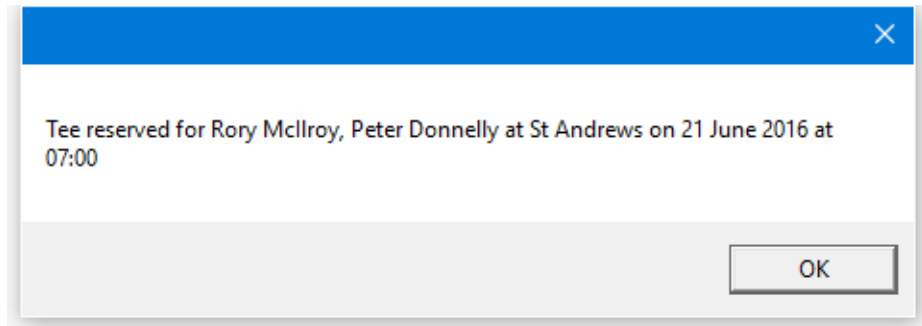 Tee reserved for Rory McIlroy, Peter Donnelly at St Andrews on 21 June 2016 at
07:00
OK